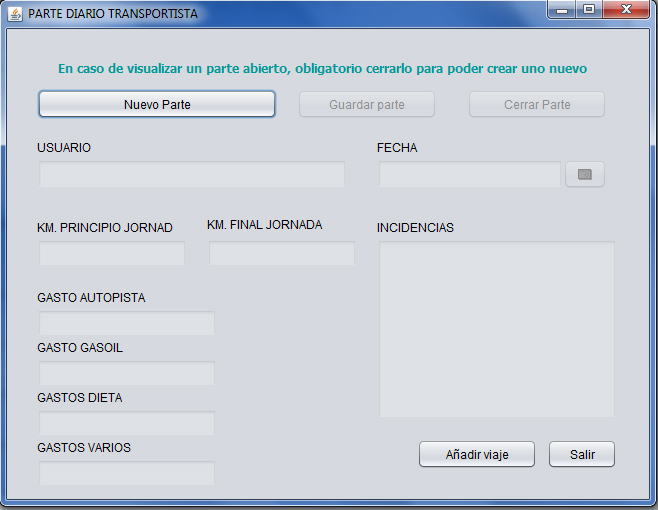 PARTE DIARIO TRANSPORTISTA
En caso de visualizar un parte abierto, obligatorio cerrarlo para poder crear uno nuevo
Nuevo Parte
Guardar parte
Cerrar Parte
USUARIO
FECHA
KM. PRINCIPIO JORNAD
KM. FINAL JORNADA
INCIDENCIAS
GASTO AUTOPISTA
GASTO GASOIL
GASTOS DIETA
GASTOS VARIOS
Añadir viaje
Salir